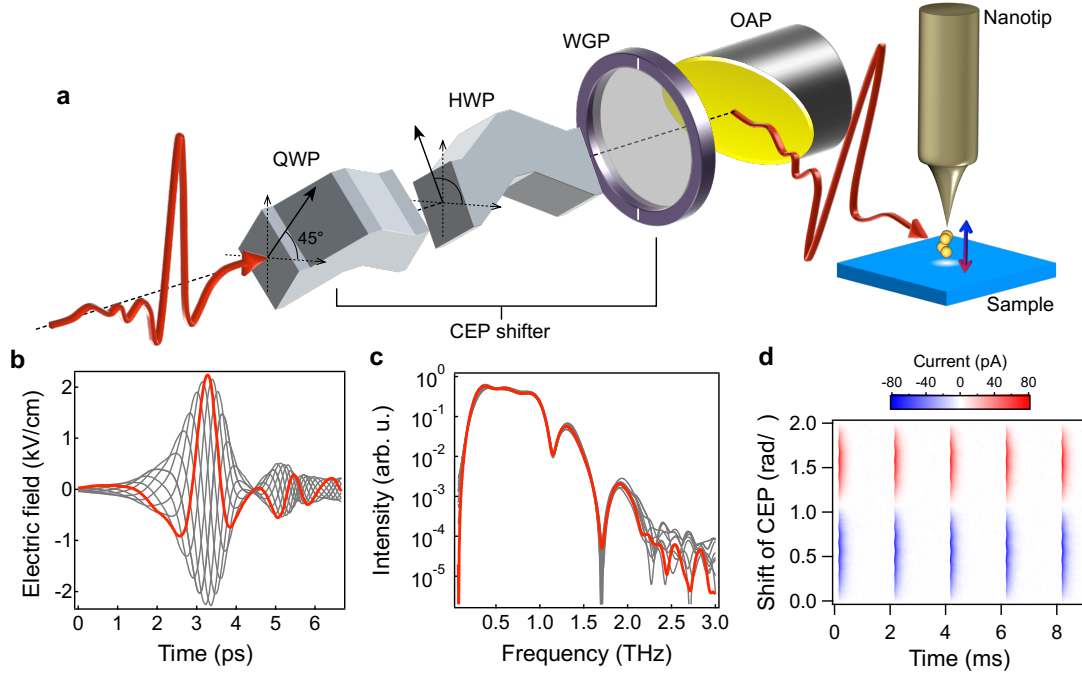 a
QWP
45°
HWP
WGP
OAP
Nanotip
Sample
CEP shifter
b
Electric field (kV/cm)
2
1
0
-1
-2
0 1 2 3 4 5 6
Time (ps)
c
Intensity (arb. u.)
10^0
10^-1
10^-2
10^-3
10^-4
10^-5
0.5 1.0 1.5 2.0 2.5 3.0
Frequency (THz)
d
Current (pA)
-80 -40 0 40 80
Shift of CEP (rad/ )
2.0
1.5
1.0
0.5
0.0
0 2 4 6 8
Time (ms)